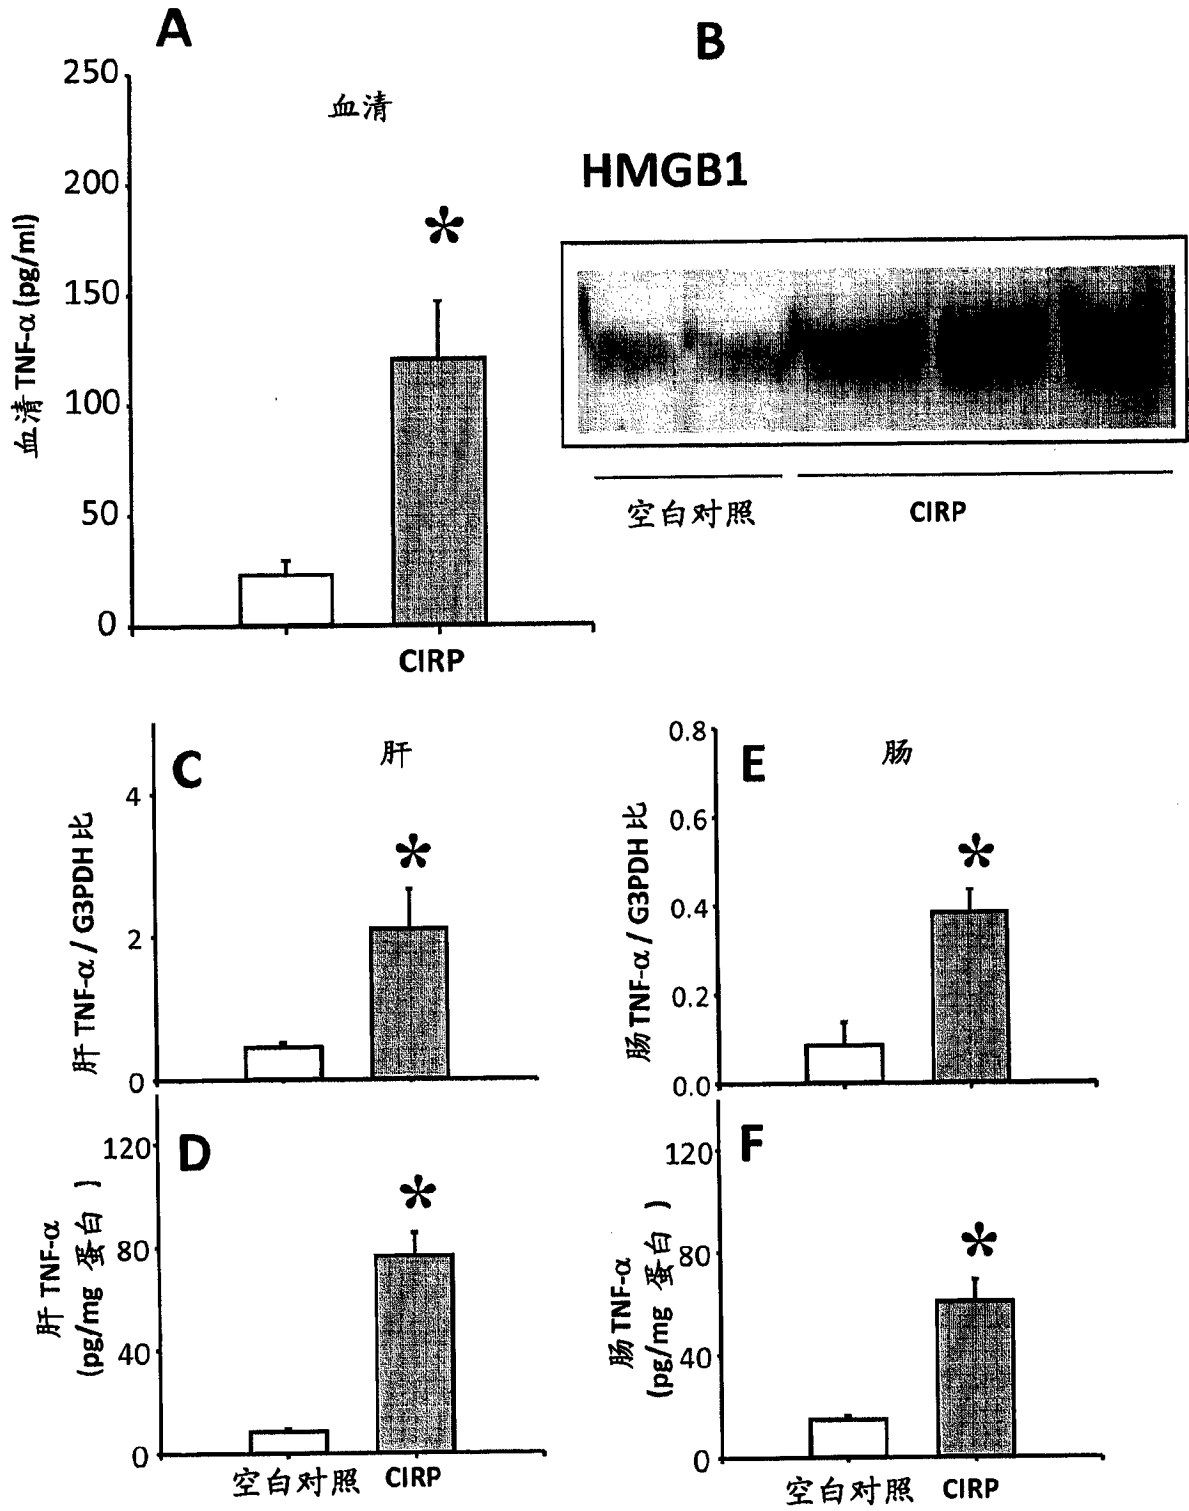 A
血清
血清 TNF-α (pg/ml)
250
200
150
100
50
0
*
CIRP
B
HMGB1
空白对照
CIRP
C
肝
肝 TNF-α / G3PDH 比
4
2
0
*
E
肠
肠 TNF-α / G3PDH 比
0.8
0.6
0.4
0.2
0.0
*
D
肝 TNF-α
(pg/mg 蛋白 )
120
80
40
0
*
空白对照
CIRP
F
肠 TNF-α
(pg/mg 蛋白 )
120
80
40
0
*
空白对照
CIRP